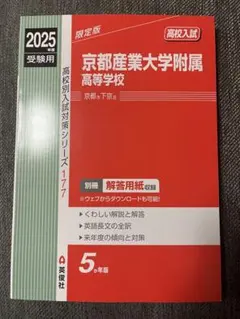 2025年度
受験用
限定版
高校入試
京都産業大学附属
高等学校
京都市下京区
高校別入試対策シリーズ177
別冊 解答用紙収録
※ウェブからダウンロードも可能!
くわしい解説と解答
英語長文の全訳
来年度の傾向と対策
英俊社
5か年版